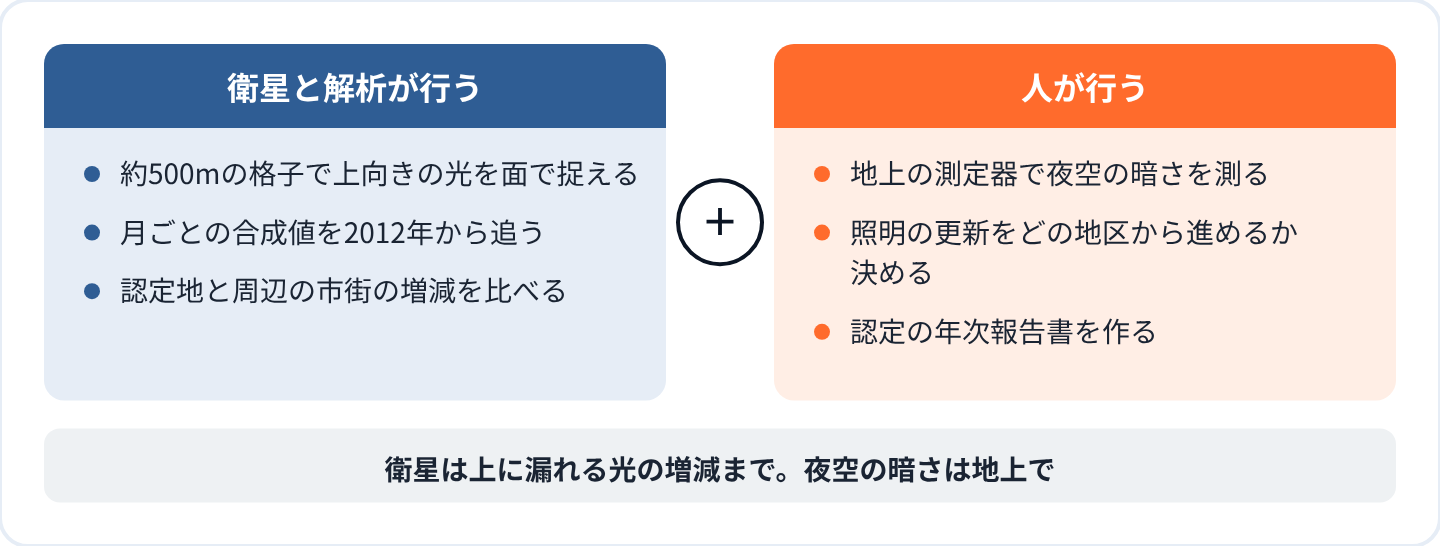 衛星と解析が行う
約500mの格子で上向きの光を面で捉える
月ごとの合成値を2012年から追う
認定地と周辺の市街の増減を比べる
+
人が行う
地上の測定器で夜空の暗さを測る
照明の更新をどの地区から進めるか
決める
認定の年次報告書を作る
衛星は上に漏れる光の増減まで。夜空の暗さは地上で